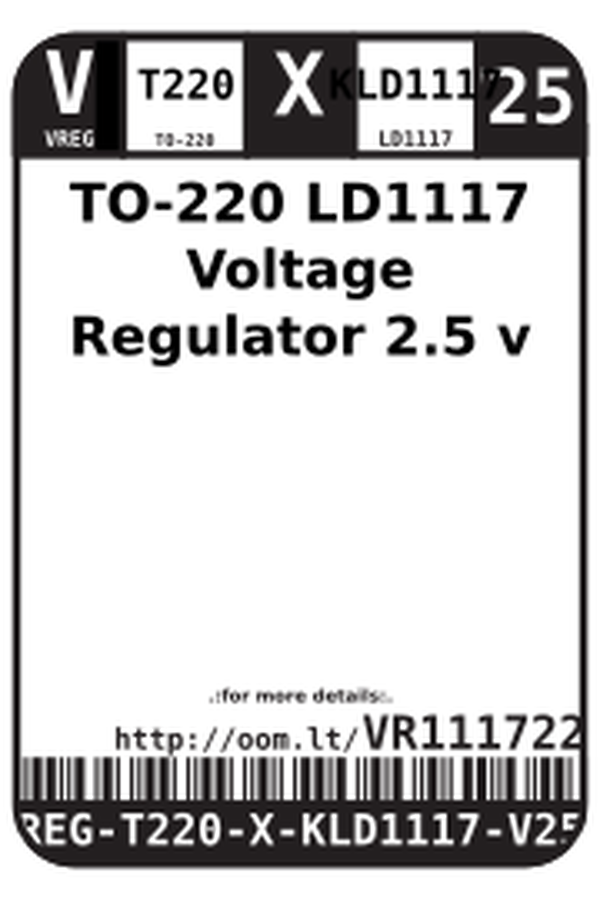 V T220 X KLD1117 25
VREG TO-220 LD1117
TO-220 LD1117
Voltage
Regulator 2.5 v
.:for more details:.
http://oom.lt/VR111722
REG-T220-X-KLD1117-V25